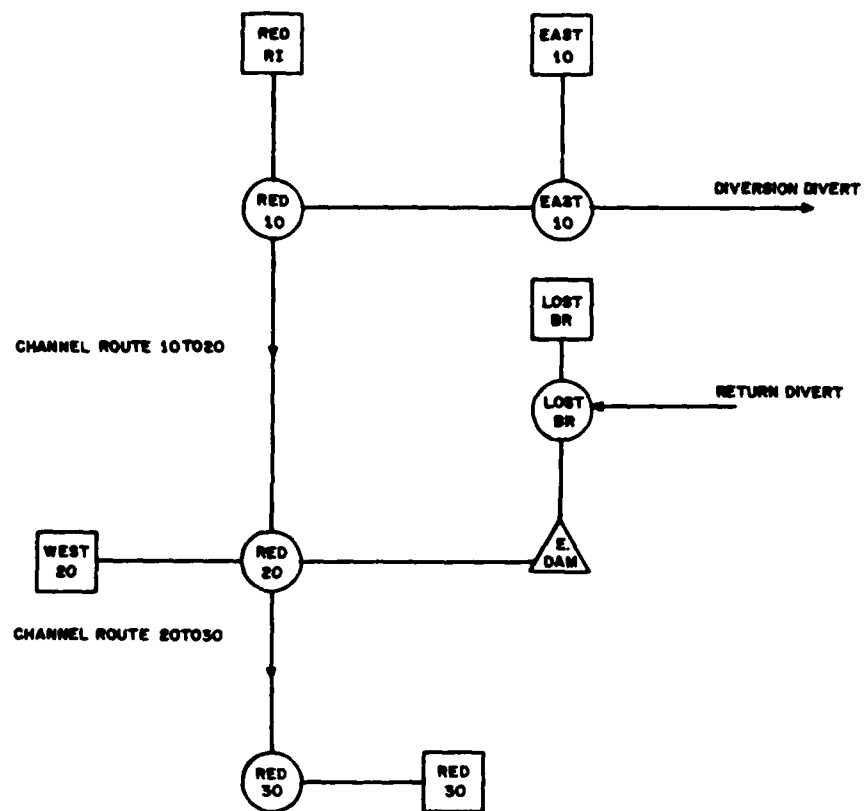 RED
RI
EAST
10
RED
10
EAST
10
DIVERSION DIVERT
LOST
BR
CHANNEL ROUTE 10TO20
LOST
BR
RETURN DIVERT
WEST
20
RED
20
E.
DAM
CHANNEL ROUTE 20TO30
RED
30
RED
30